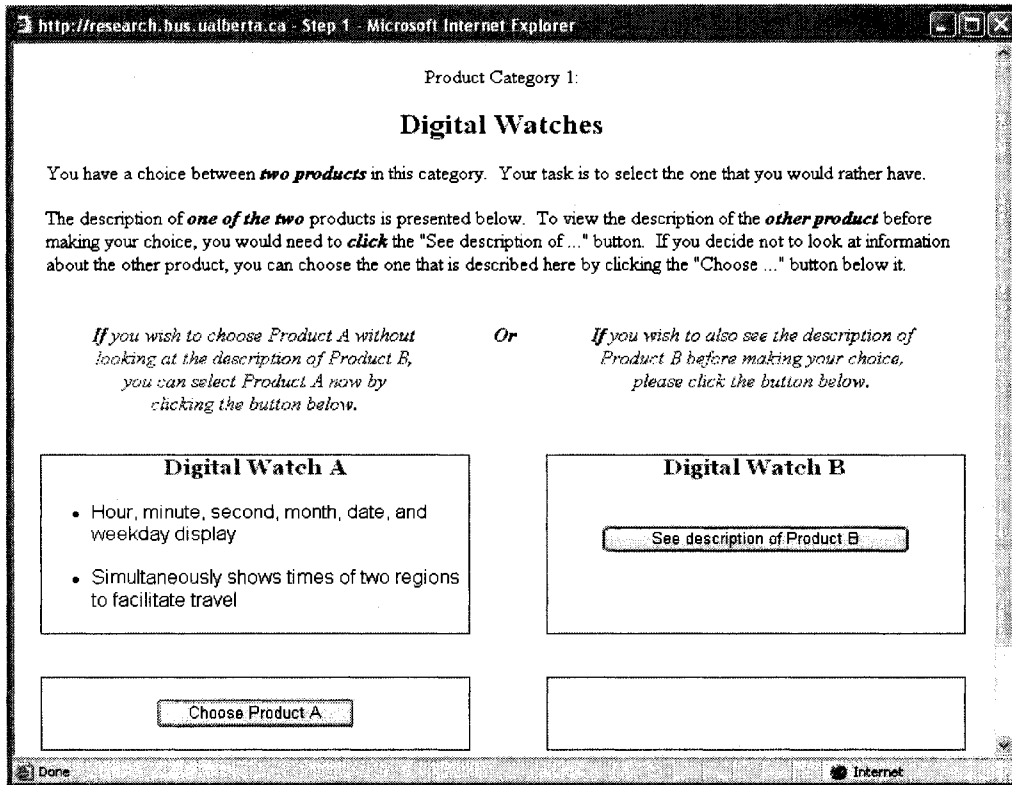 http://research.bus.ualberta.ca - Step 1 - Microsoft Internet Explorer
Product Category 1:
Digital Watches
You have a choice between two products in this category. Your task is to select the one that you would rather have.
The description of one of the two products is presented below. To view the description of the other product before
making your choice, you would need to click the "See description of ..." button. If you decide not to look at information
about the other product, you can choose the one that is described here by clicking the "Choose ..." button below it.
If you wish to choose Product A without
looking at the description of Product B,
you can select Product A now by
clicking the button below.
Or
If you wish to also see the description of
Product B before making your choice,
please click the button below.
Digital Watch A
• Hour, minute, second, month, date, and
weekday display
• Simultaneously shows times of two regions
to facilitate travel
Choose Product A
Digital Watch B
See description of Product B
Done
Internet